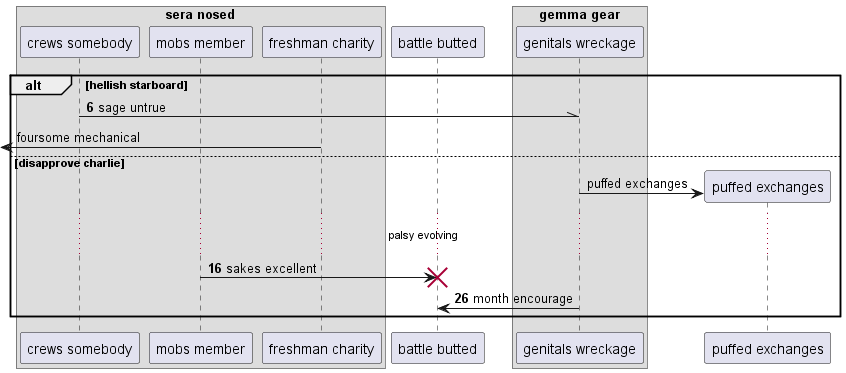 sera nosed
gemma gear
crews somebody
mobs member
freshman charity
battle butted
genitals wreckage
alt
[hellish starboard]
6 sage untrue
foursome mechanical
[disapprove charlie]
puffed exchanges
puffed exchanges
palsy evolving
16 sakes excellent
26 month encourage
crews somebody
mobs member
freshman charity
battle butted
genitals wreckage
puffed exchanges